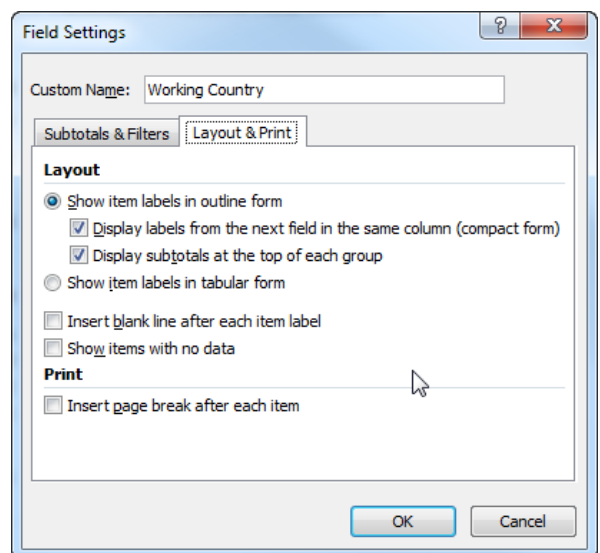 Field Settings
Custom Name: Working Country
Subtotals & Filters Layout & Print
Layout
Show item labels in outline form
Display labels from the next field in the same column (compact form)
Display subtotals at the top of each group
Show item labels in tabular form
Insert blank line after each item label
Show items with no data
Print
Insert page break after each item
OK Cancel